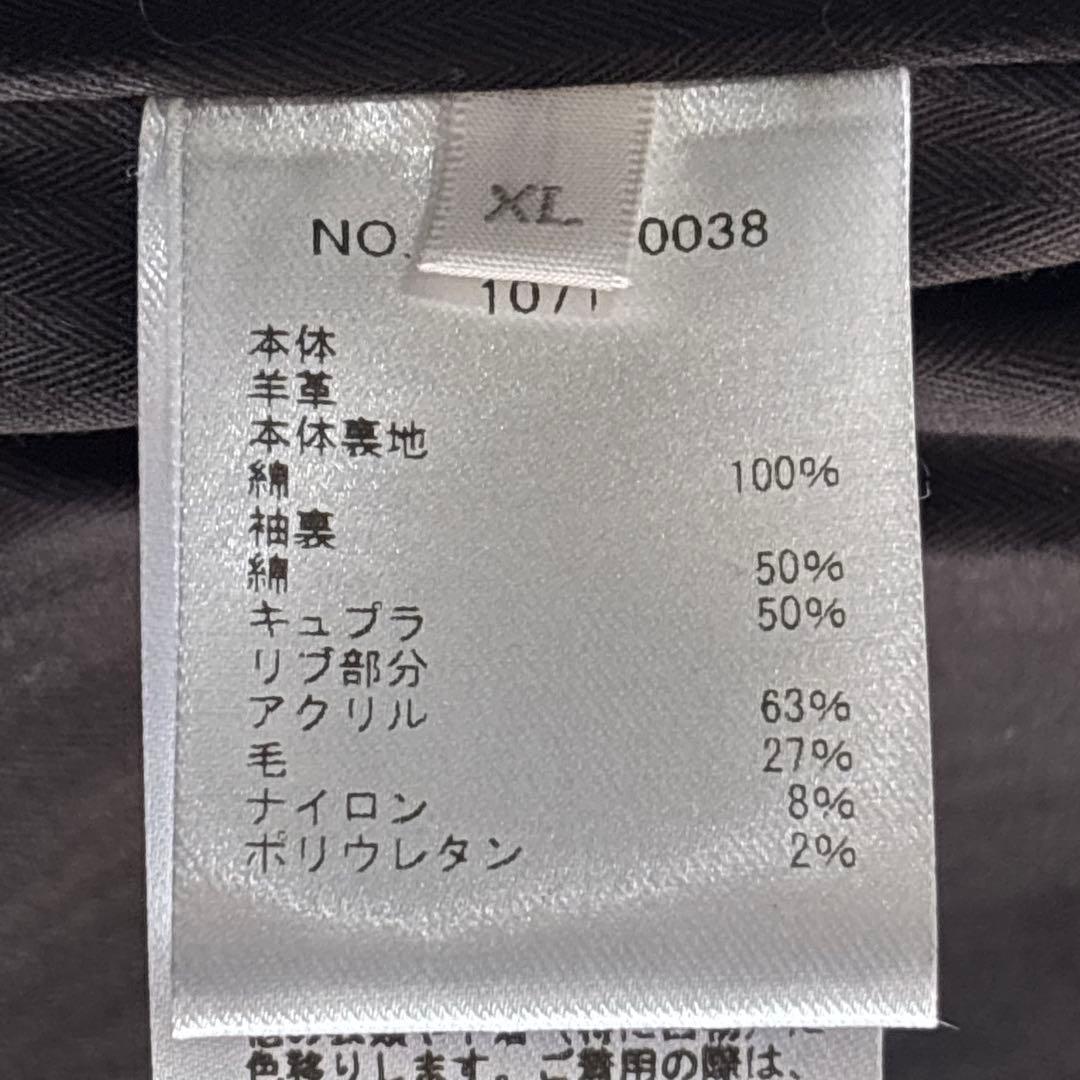 XL
NO. 0038
本体
羊革
本体裏地
綿 100%
袖裏
綿 50%
キュプラ 50%
リブ部分
アクリル 63%
毛 27%
ナイロン 8%
ポリウレタン 2%
色移りします。ご着用の際は、